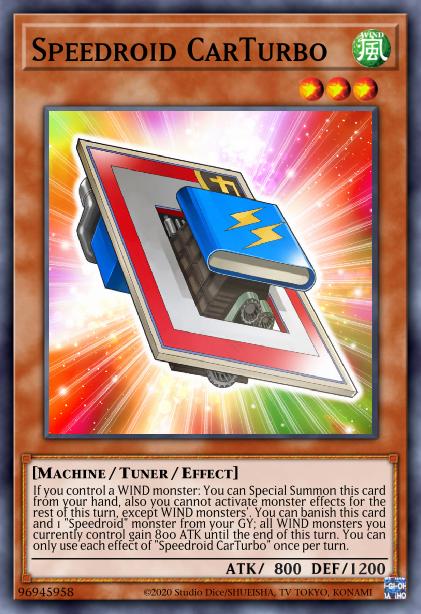 SPEEDROID CARTURBO
WIND
風
[MACHINE / TUNER / EFFECT]
If you control a WIND monster: You can Special Summon this card
from your hand, also you cannot activate monster effects for the
rest of this turn, except WIND monsters'. You can banish this card
and 1 "Speedroid" monster from your GY; all WIND monsters you
currently control gain 800 ATK until the end of this turn. You can
only use each effect of "Speedroid CarTurbo" once per turn.
ATK/ 800 DEF/1200
96945958
©2020 Studio Dice/SHUEISHA, TV TOKYO, KONAMI